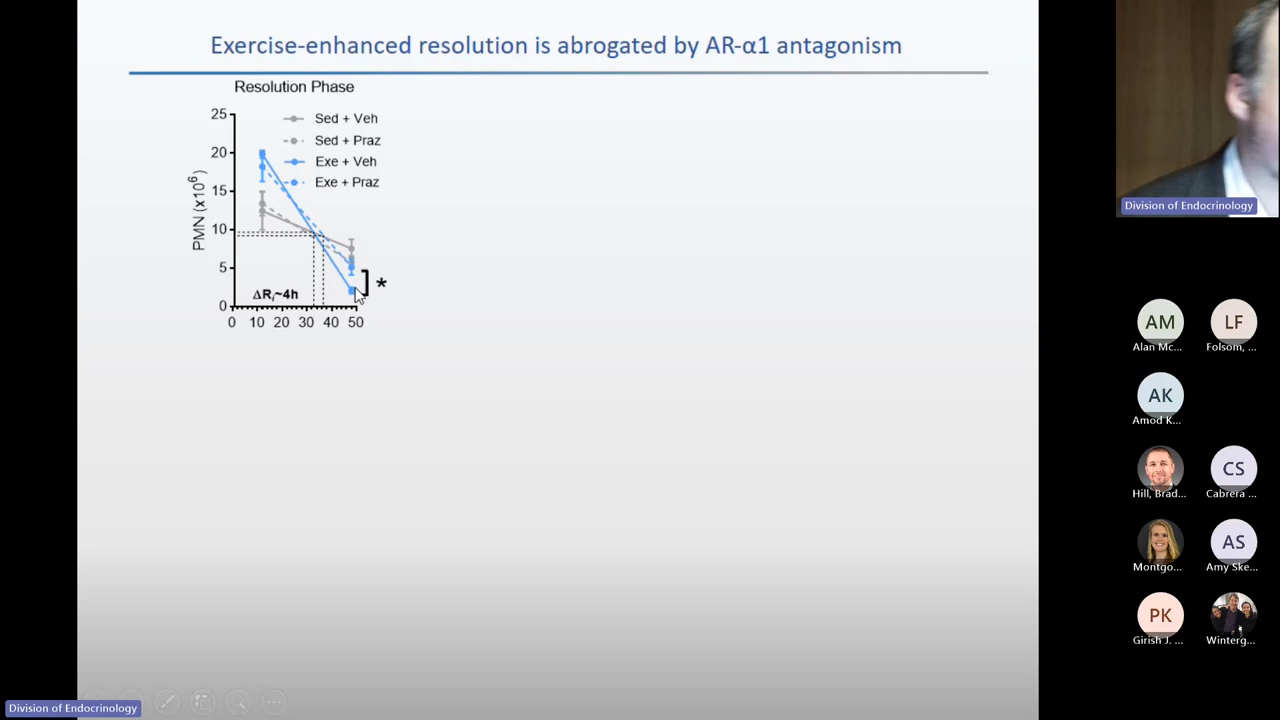 Exercise-enhanced resolution is abrogated by AR-α1 antagonism
Resolution Phase
25
20
15
10
5
0
PMN (x10⁶)
Sed + Veh
Sed + Praz
Exe + Veh
Exe + Praz
ΔRᵢ~4h
*
0 10 20 30 40 50
Division of Endocrinology
AM
Alan Mc...
LF
Folsom, ...
AK
Amod K...
Hill, Brad...
CS
Cabrera ...
Montgo...
AS
Amy Ske...
PK
Girish J. ...
Winterg...
Division of Endocrinology